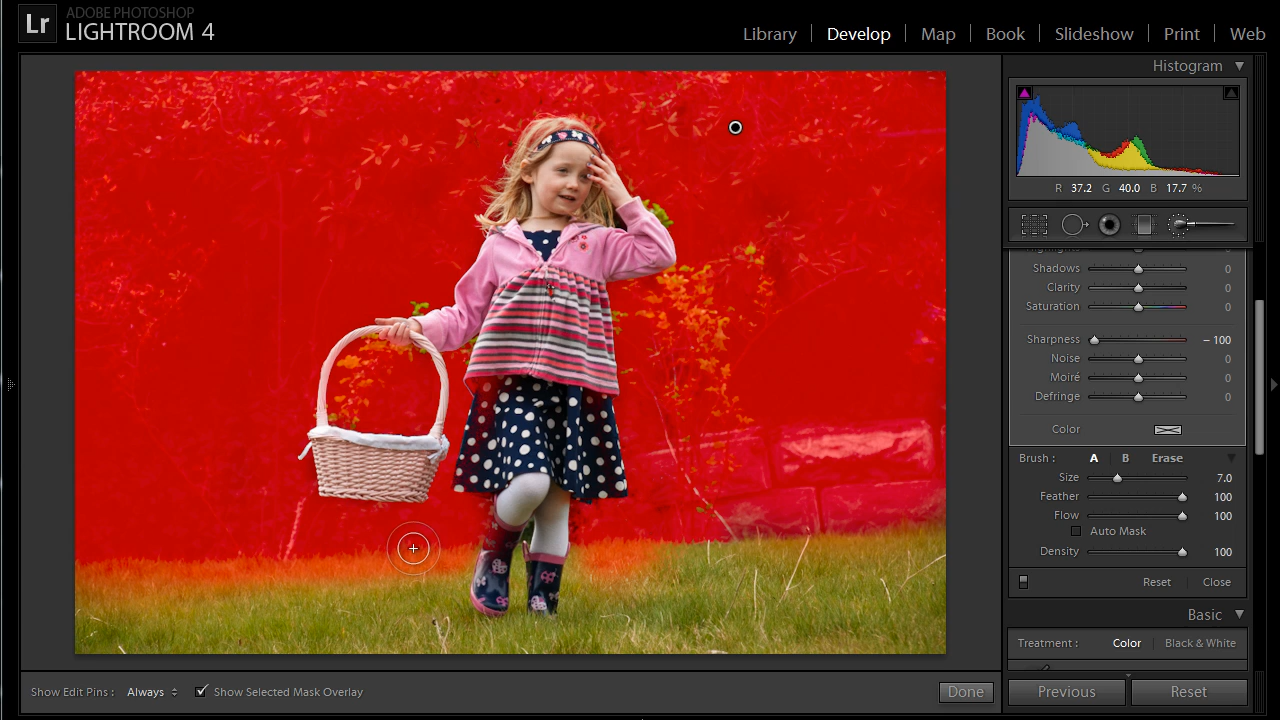 Lr
ADOBE PHOTOSHOP
LIGHTROOM 4
Library Develop Map Book Slideshow Print Web
Histogram
R 37.2 G 40.0 B 17.7 %
Highlights 0
Shadows 0
Clarity 0
Saturation 0
Sharpness – 100
Noise 0
Moiré 0
Defringe 0
Color
Brush : A B Erase
Size 7.0
Feather 100
Flow 100
Auto Mask
Density 100
Reset Close
Basic
Treatment : Color Black & White
Show Edit Pins : Always Show Selected Mask Overlay Done
Previous Reset